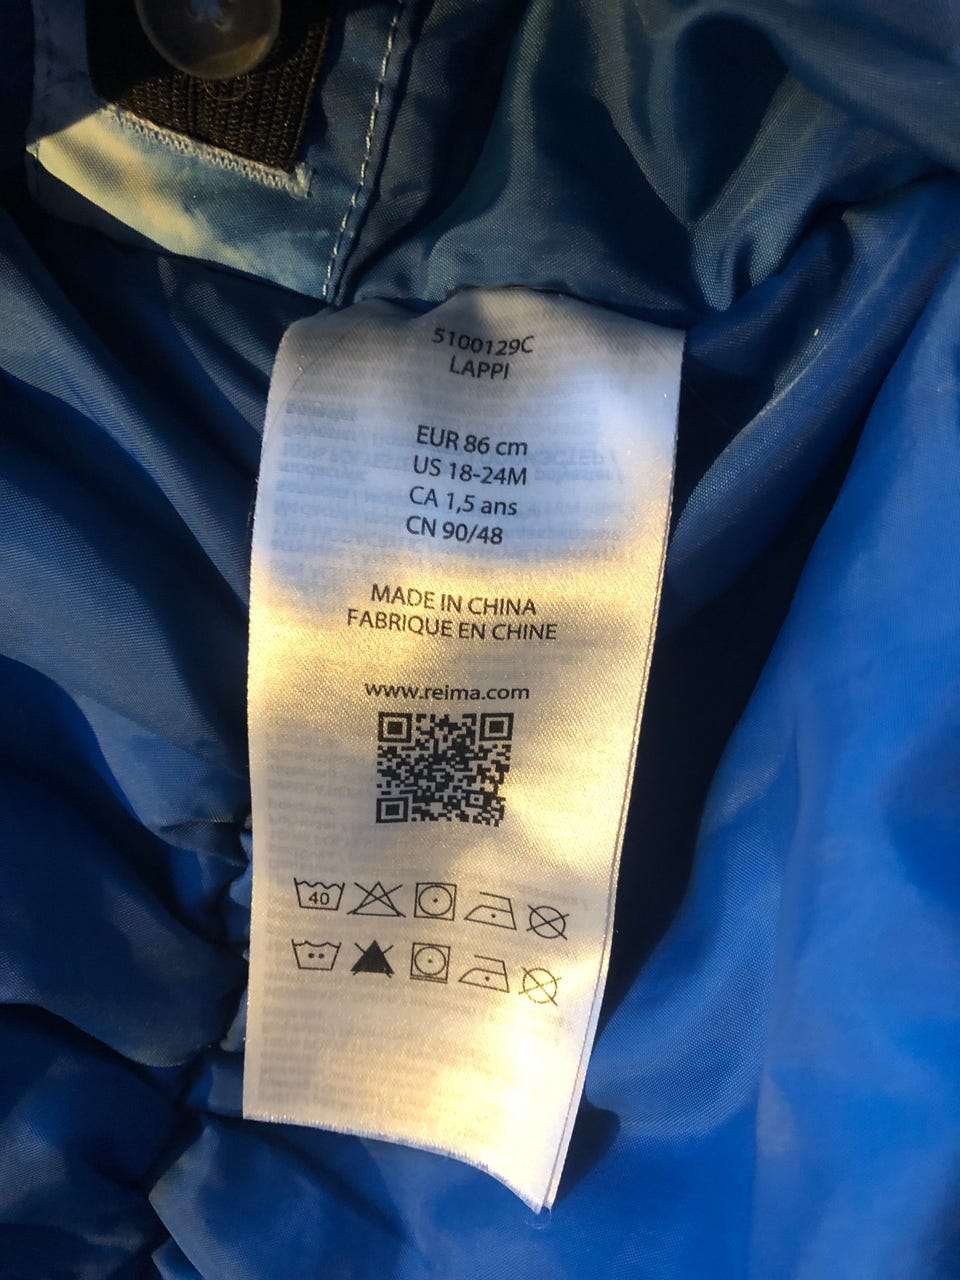 5100129C
LAPPI
EUR 86 cm
US 18-24M
CA 1,5 ans
CN 90/48
MADE IN CHINA
FABRIQUE EN CHINE
www.reima.com
40